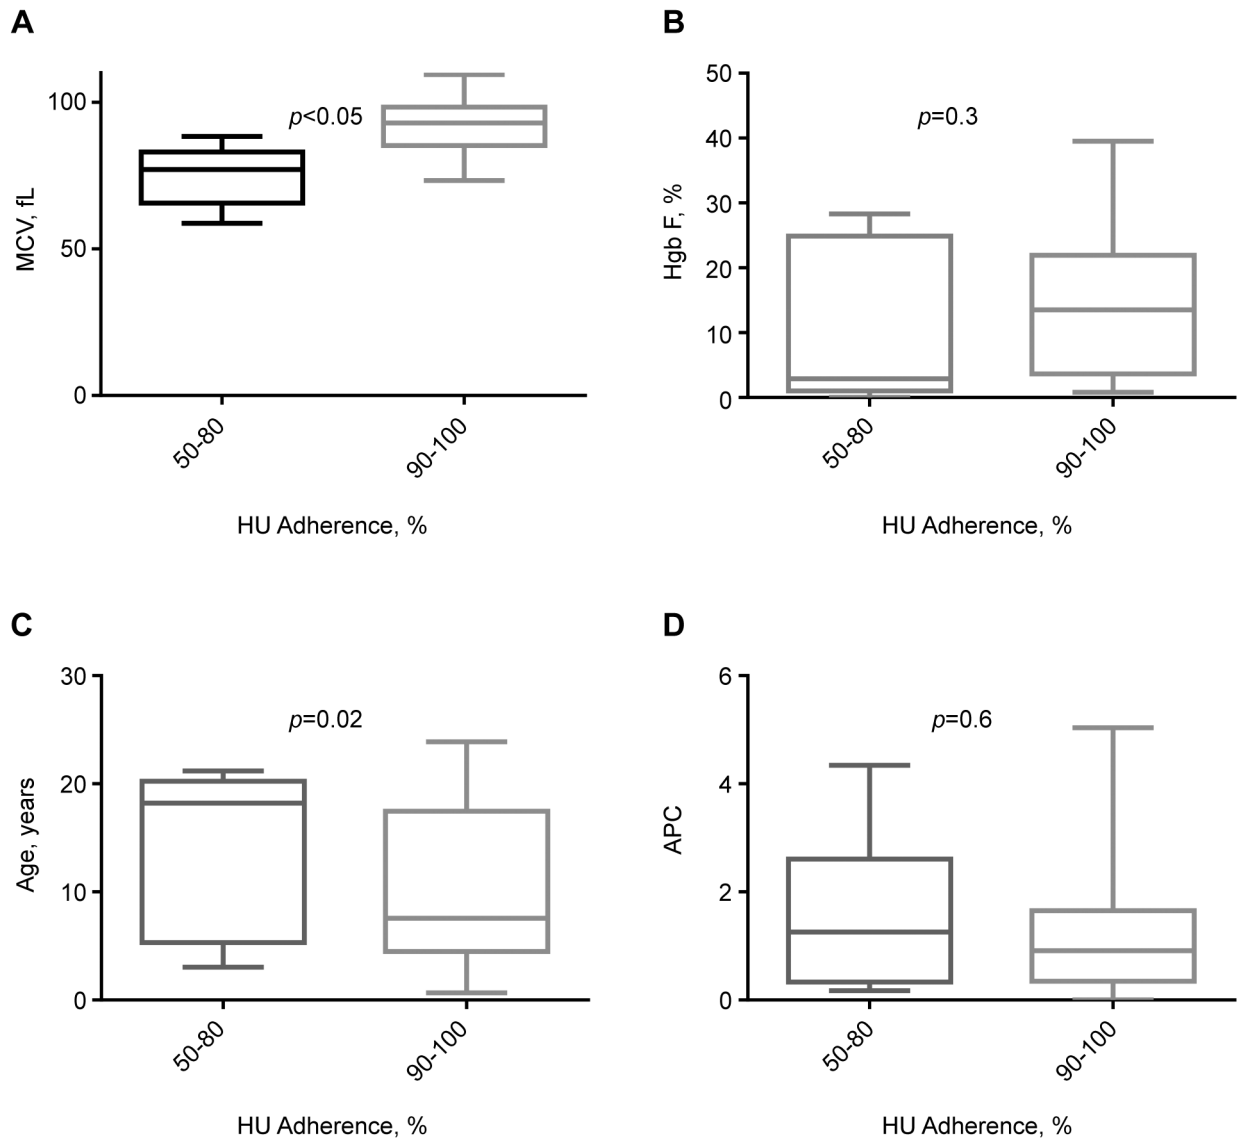 A
100
50
0
MCV, fL
p<0.05
50-80
90-100
HU Adherence, %
B
50
40
30
20
10
0
Hgb F, %
p=0.3
50-80
90-100
HU Adherence, %
C
30
20
10
0
Age, years
p=0.02
50-80
90-100
HU Adherence, %
D
6
4
2
0
APC
p=0.6
50-80
90-100
HU Adherence, %